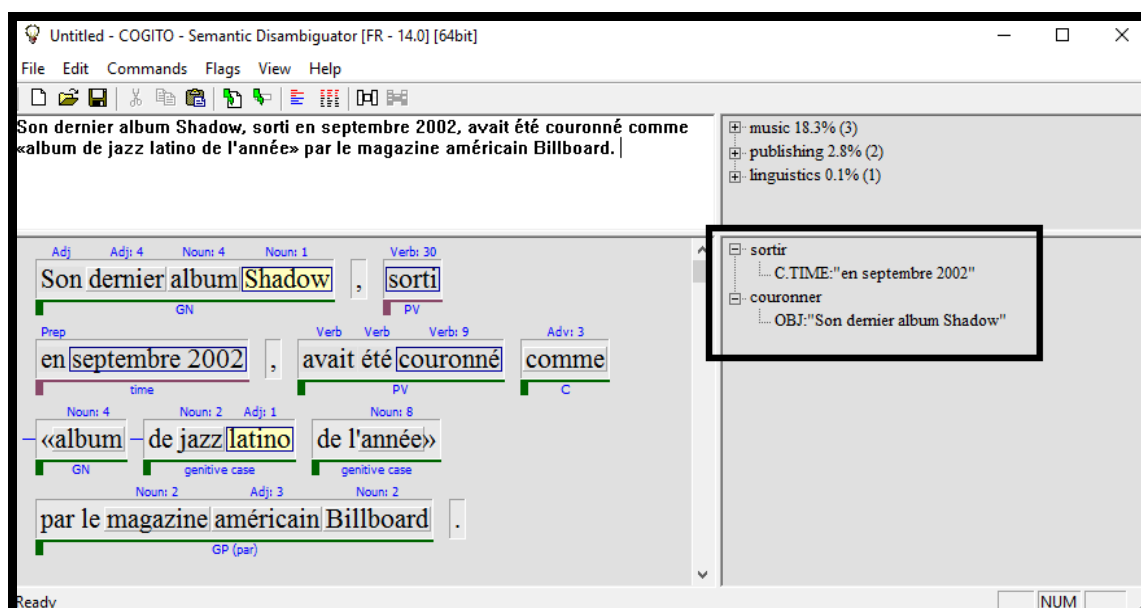 Untitled - COGITO - Semantic Disambiguator [FR - 14.0] [64bit]
File Edit Commands Flags View Help
Son dernier album Shadow, sorti en septembre 2002, avait été couronné comme
«album de jazz latino de l'année» par le magazine américain Billboard.
music 18.3% (3)
publishing 2.8% (2)
linguistics 0.1% (1)
Adj Adj: 4 Noun: 4 Noun: 1 Verb: 30
Son dernier album Shadow , sorti
GN PV
Prep Verb Verb Verb: 9 Adv: 3
en septembre 2002 , avait été couronné comme
time PV C
Noun: 4 Noun: 2 Adj: 1 Noun: 8
«album de jazz latino de l'année»
GN genitive case genitive case
Noun: 2 Adj: 3 Noun: 2
par le magazine américain Billboard .
GP (par)
sortir
C.TIME:"en septembre 2002"
couronner
OBJ:"Son dernier album Shadow"
Ready NUM